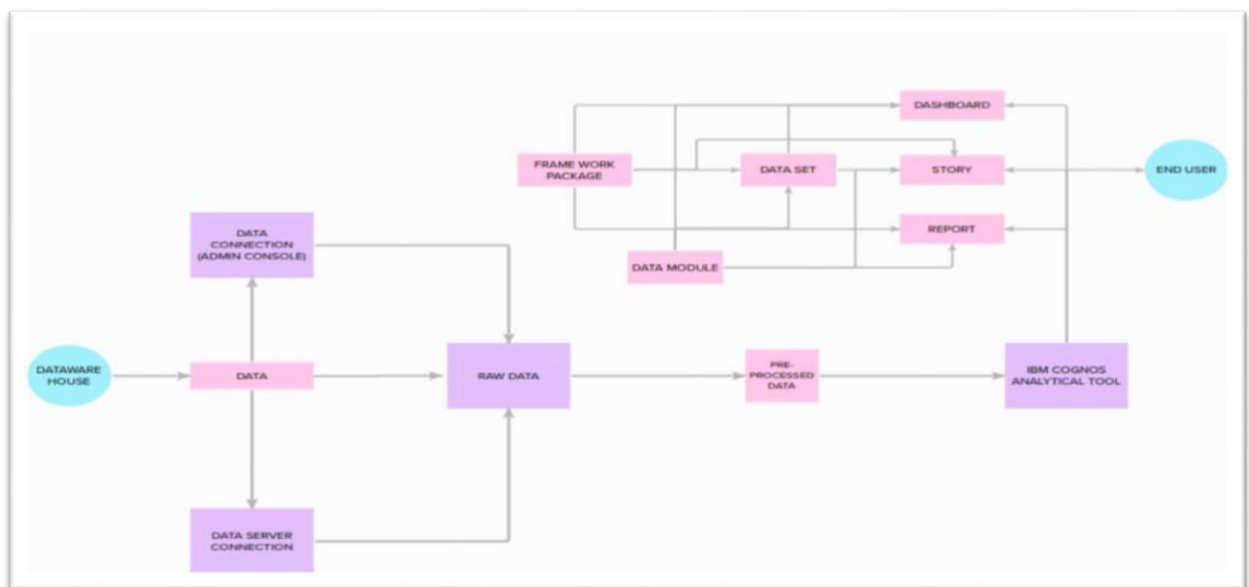 DASHBOARD
FRAME WORK
PACKAGE
DATA SET
STORY
END USER
REPORT
DATA
CONNECTION
(ADMIN CONSOLE)
DATA MODULE
DATAWARE
HOUSE
DATA
RAW DATA
PRE-
PROCESSED
DATA
IBM COGNOS
ANALYTICAL TOOL
DATA SERVER
CONNECTION